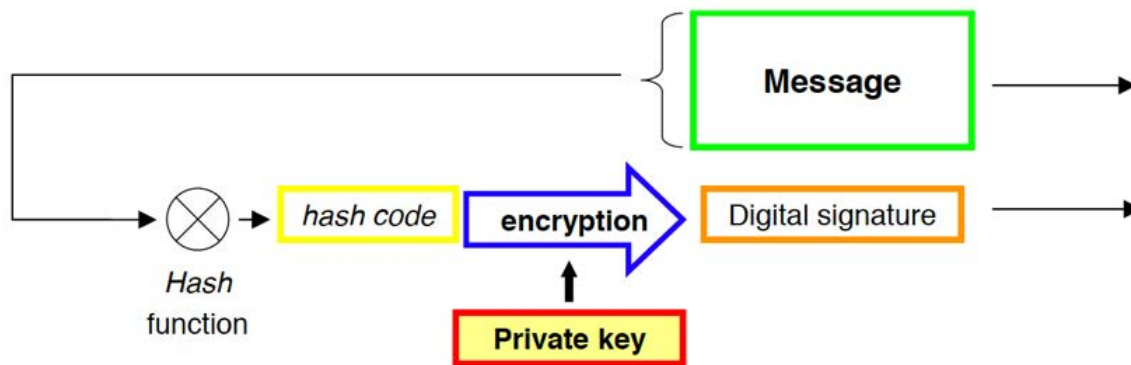 Message
hash code
encryption
Digital signature
Hash
function
Private key